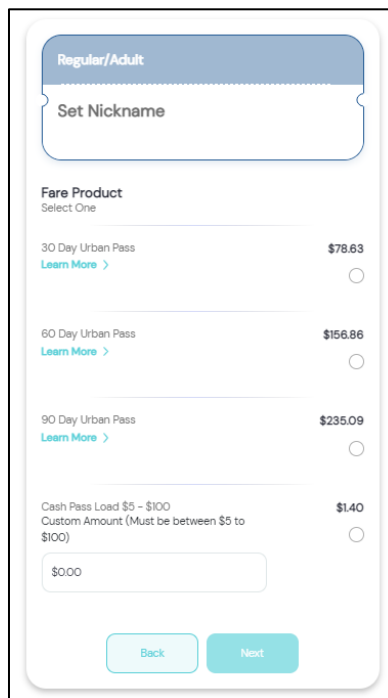 Regular/Adult
Set Nickname
Fare Product
Select One
30 Day Urban Pass
$78.63
Learn More >
60 Day Urban Pass
$156.86
Learn More >
90 Day Urban Pass
$235.09
Learn More >
Cash Pass Load $5 - $100
$1.40
Custom Amount (Must be between $5 to
$100)
$0.00
Back
Next